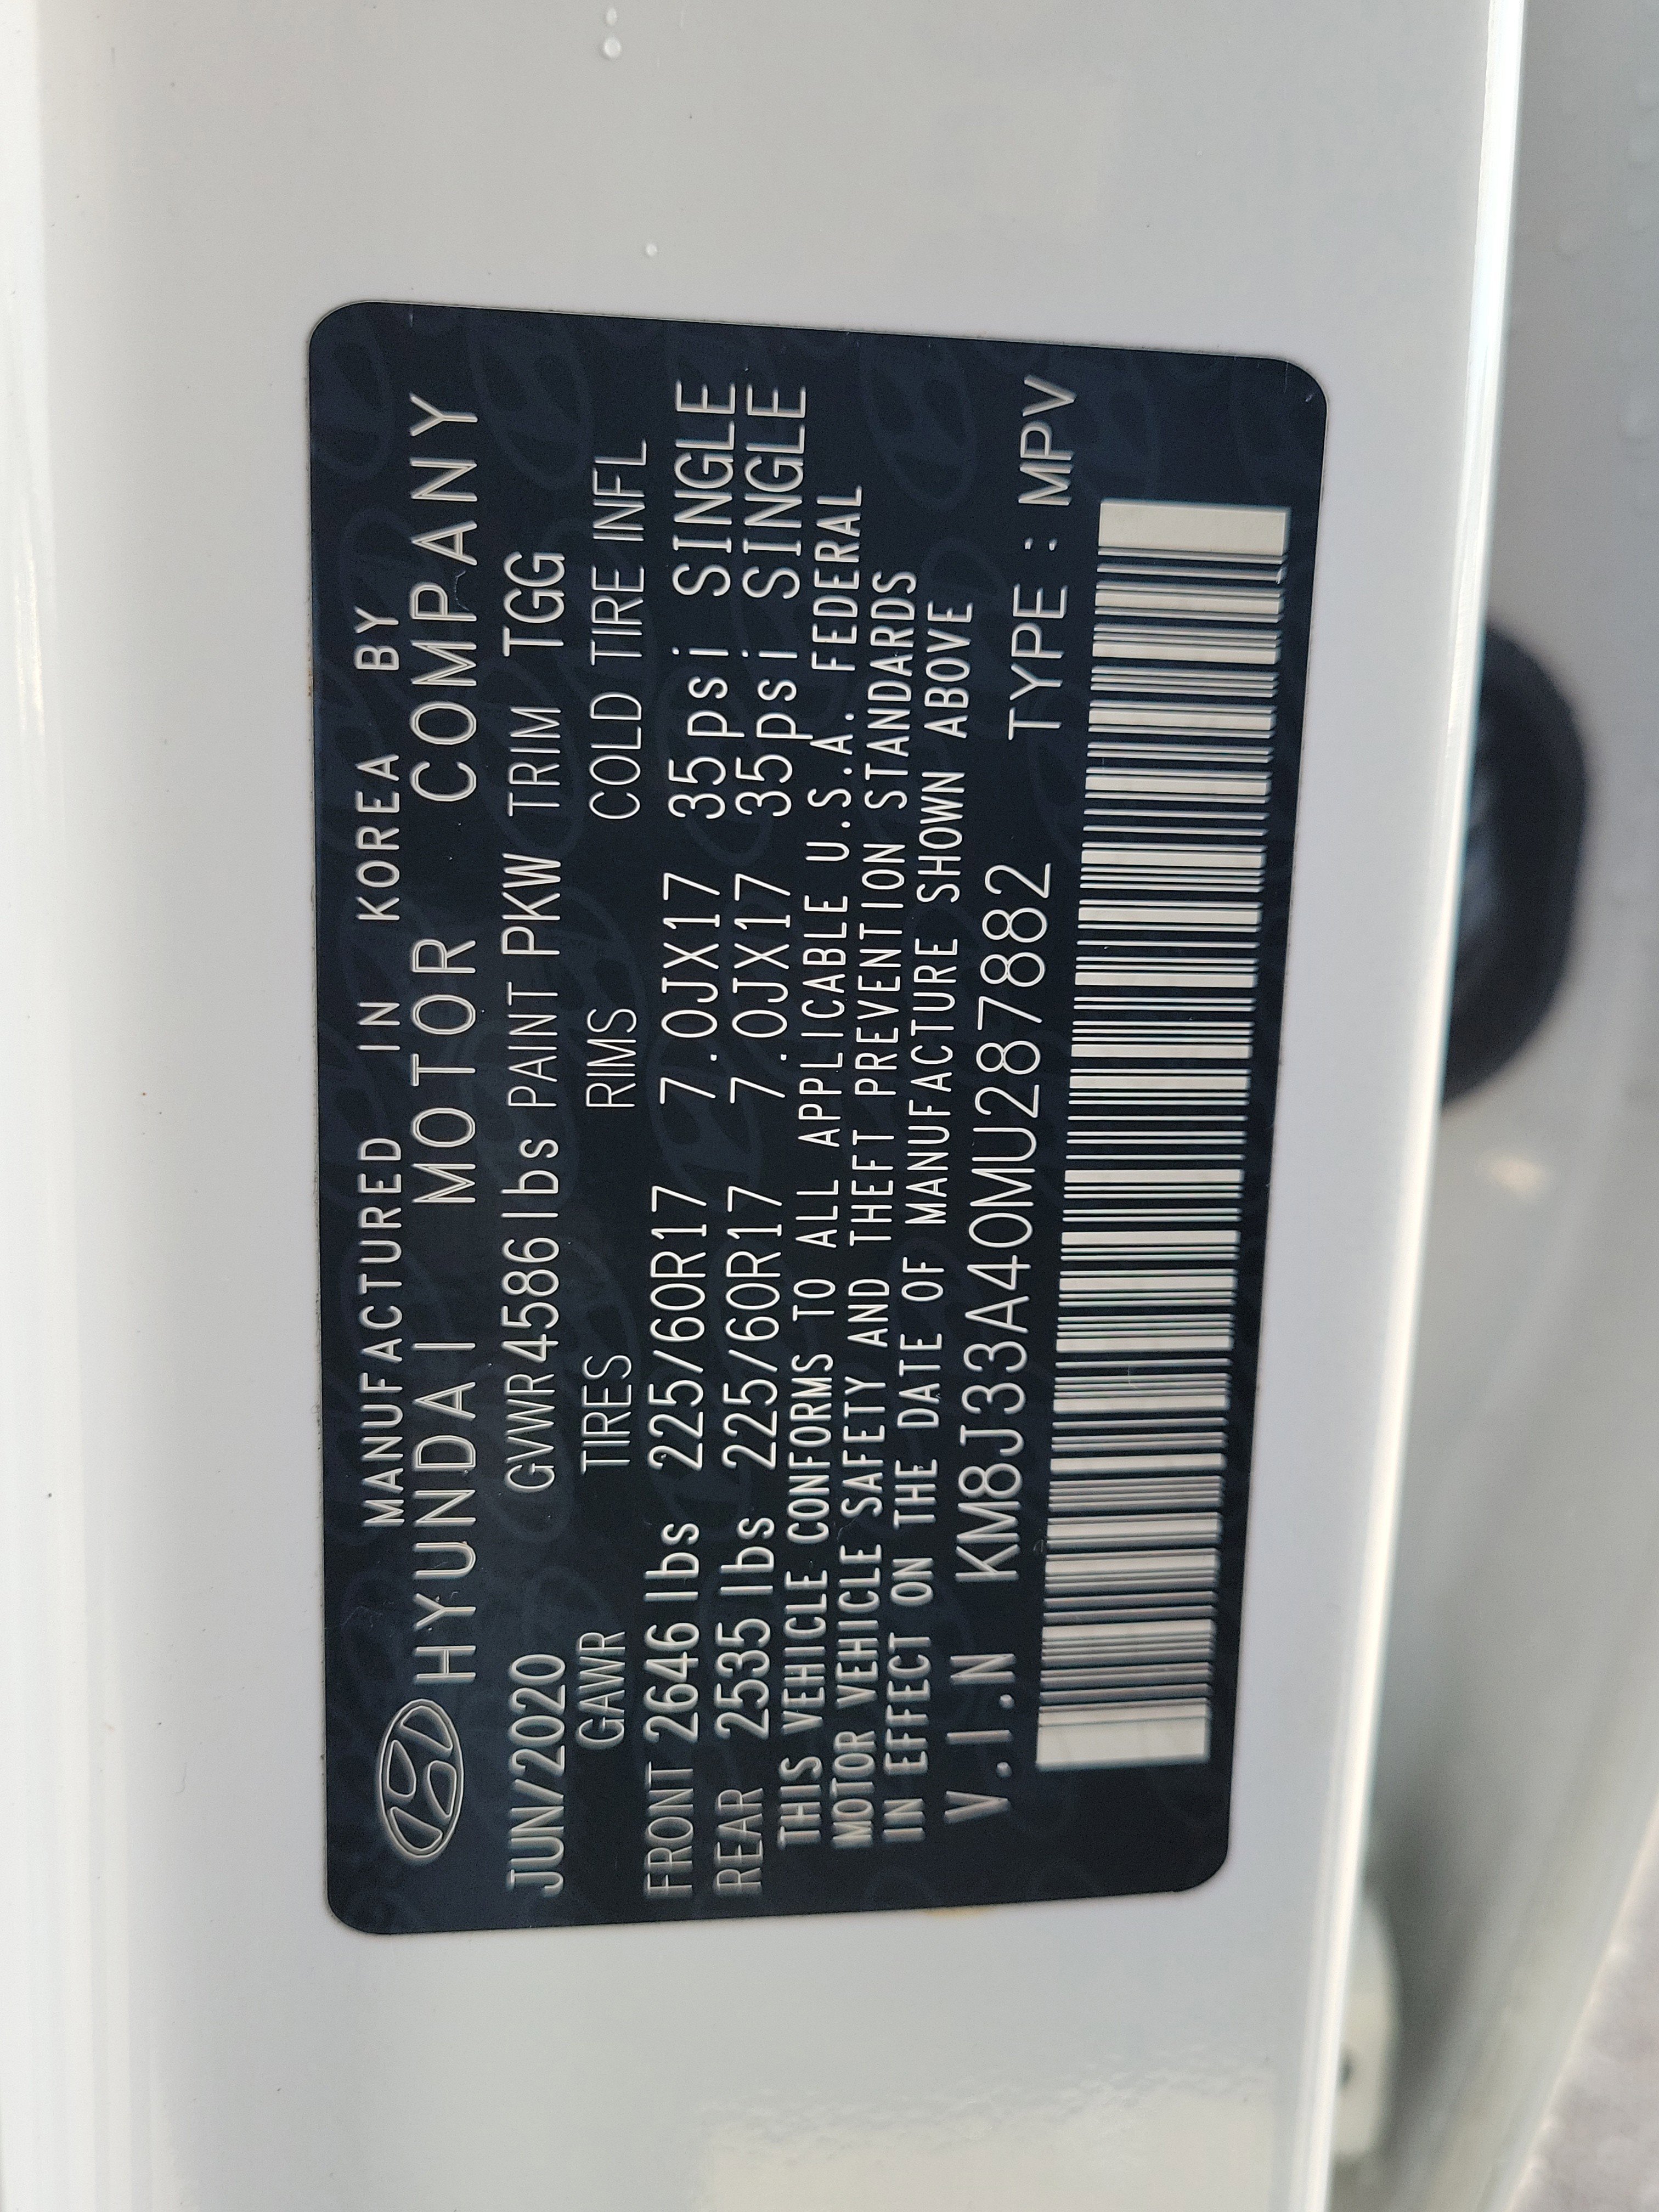 MANUFACTURED IN KOREA BY
HYUNDAI MOTOR COMPANY
JUN/2020 GVWR 4586 lbs PAINT PKW TRIM TGG
GAWR TIRES RIMS COLD TIRE INFL
FRONT 2646 lbs 225/60R17 7.0JX17 35psi SINGLE
REAR 2535 lbs 225/60R17 7.0JX17 35psi SINGLE
THIS VEHICLE CONFORMS TO ALL APPLICABLE U.S.A. FEDERAL
MOTOR VEHICLE SAFETY AND THEFT PREVENTION STANDARDS
IN EFFECT ON THE DATE OF MANUFACTURE SHOWN ABOVE
V.I.N KM8J33A40MU287882 TYPE : MPV